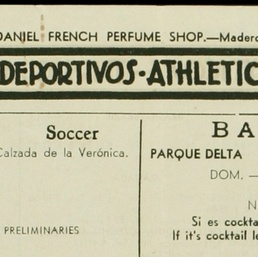 DANIEL FRENCH PERFUME SHOP.—Madero
DEPORTIVOS-ATHLETIC
Soccer
Calzada de la Verónica.
PRELIMINARIES
BA
PARQUE DELTA
DOM. —
N
Si es cockta
If it's cocktail le